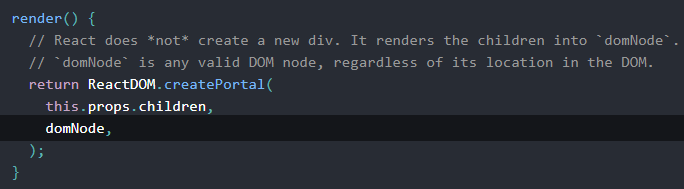 render() {
  // React does *not* create a new div. It renders the children into `domNode`.
  // `domNode` is any valid DOM node, regardless of its location in the DOM.
  return ReactDOM.createPortal(
    this.props.children,
    domNode,
  );
}